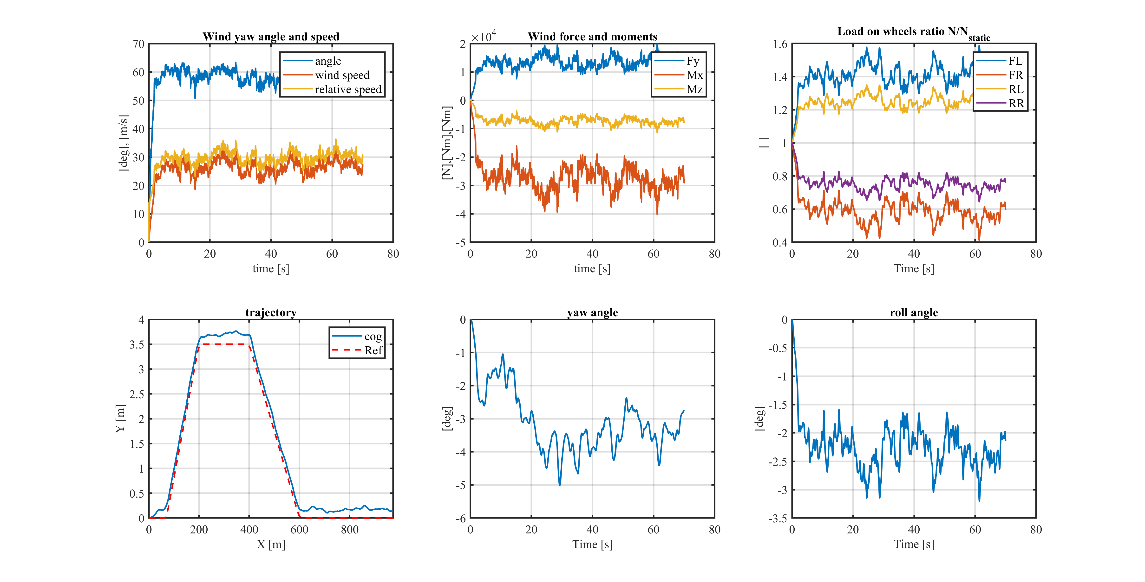 Wind yaw angle and speed
70
60
50
40
30
20
10
0
[deg], [m/s]
angle
wind speed
relative speed
0 20 40 60 80
time [s]
Wind force and moments
×10^4
2
1
0
-1
-2
-3
-4
-5
[N],[Nm],[Nm]
Fy
Mx
Mz
0 20 40 60 80
time [s]
Load on wheels ratio N/N_static
1.6
1.4
1.2
1
0.8
0.6
0.4
[ ]
FL
FR
RL
RR
0 20 40 60 80
Time [s]
trajectory
4
3.5
3
2.5
2
1.5
1
0.5
0
Y [m]
cog
Ref
0 200 400 600 800
X [m]
yaw angle
0
-1
-2
-3
-4
-5
-6
[deg]
0 20 40 60 80
Time [s]
roll angle
0
-0.5
-1
-1.5
-2
-2.5
-3
-3.5
[deg]
0 20 40 60 80
Time [s]